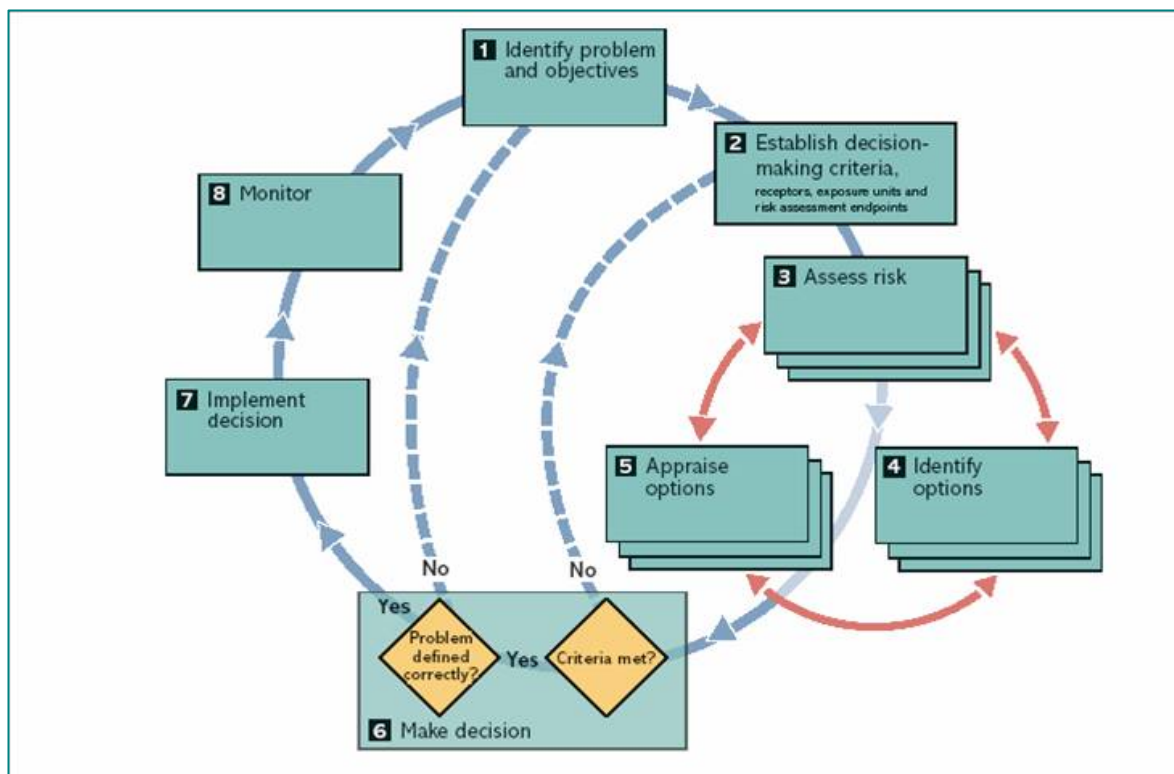 1 Identify problem
and objectives
2 Establish decision-
making criteria,
receptors, exposure units and
risk assessment endpoints
8 Monitor
3 Assess risk
7 Implement
decision
5 Appraise
options
4 Identify
options
No
No
Yes
Problem
defined
correctly?
Yes
Criteria met?
6 Make decision